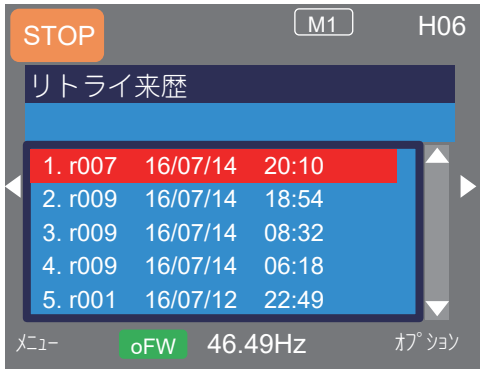 STOP M1 H06
リトライ来歴
1. r007 16/07/14 20:10
2. r009 16/07/14 18:54
3. r009 16/07/14 08:32
4. r009 16/07/14 06:18
5. r001 16/07/12 22:49
ﾒﾆｭｰ oFW 46.49Hz ｵﾌﾟｼｮﾝ